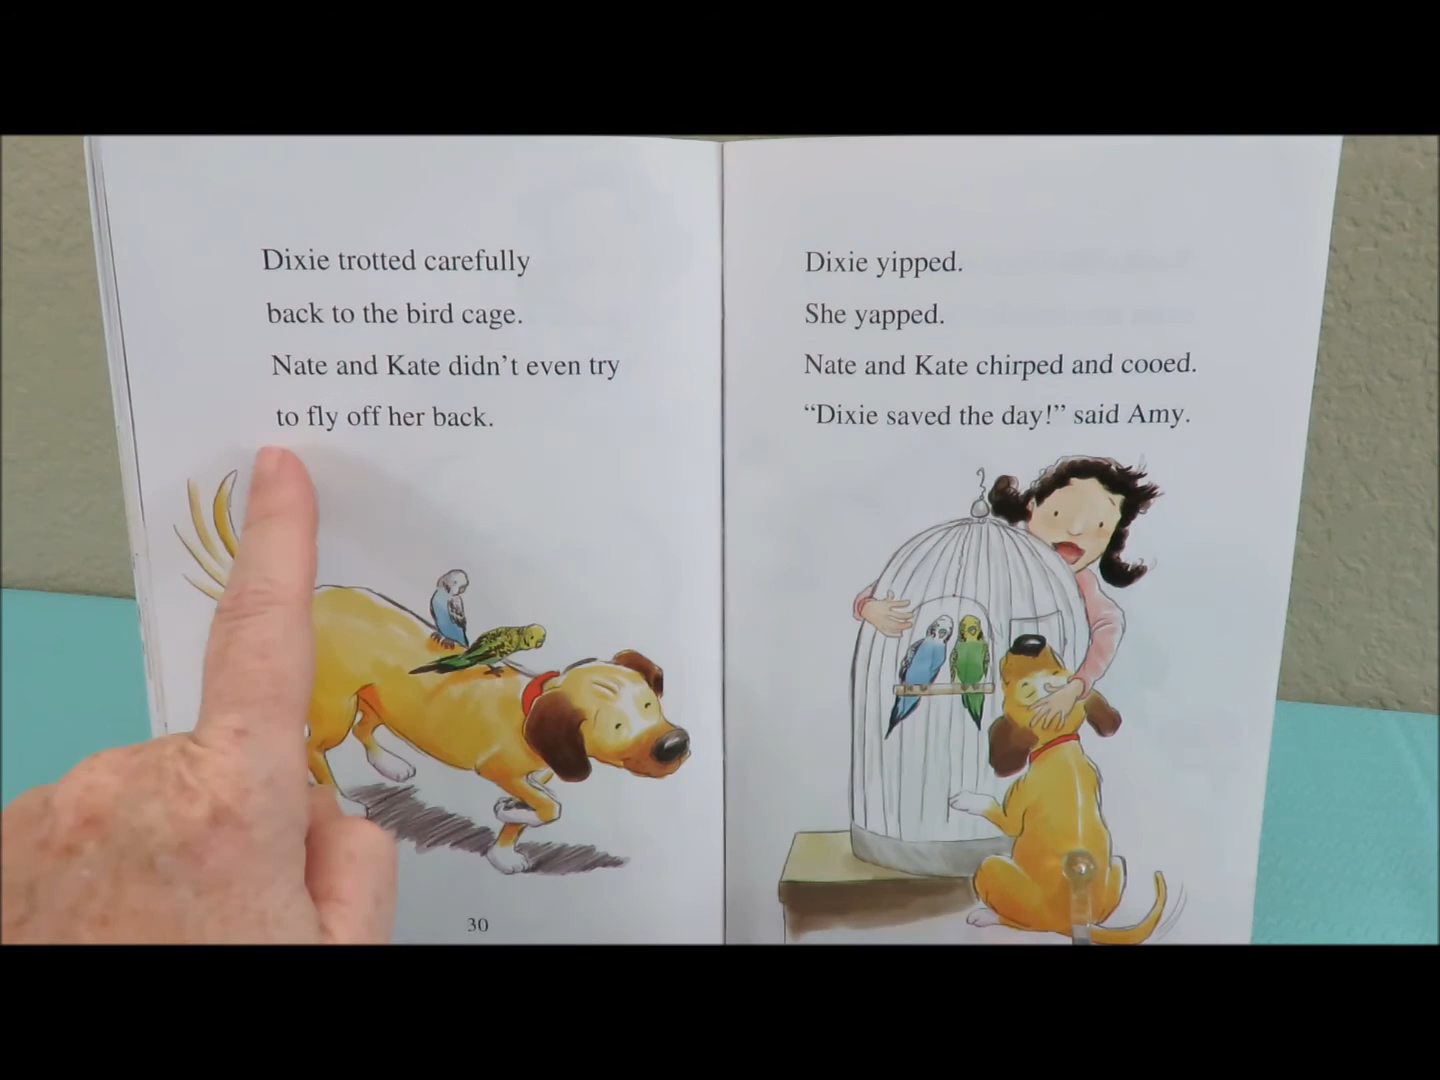 Dixie trotted carefully
back to the bird cage.
Nate and Kate didn't even try
to fly off her back.
30
Dixie yipped.
She yapped.
Nate and Kate chirped and cooed.
“Dixie saved the day!” said Amy.